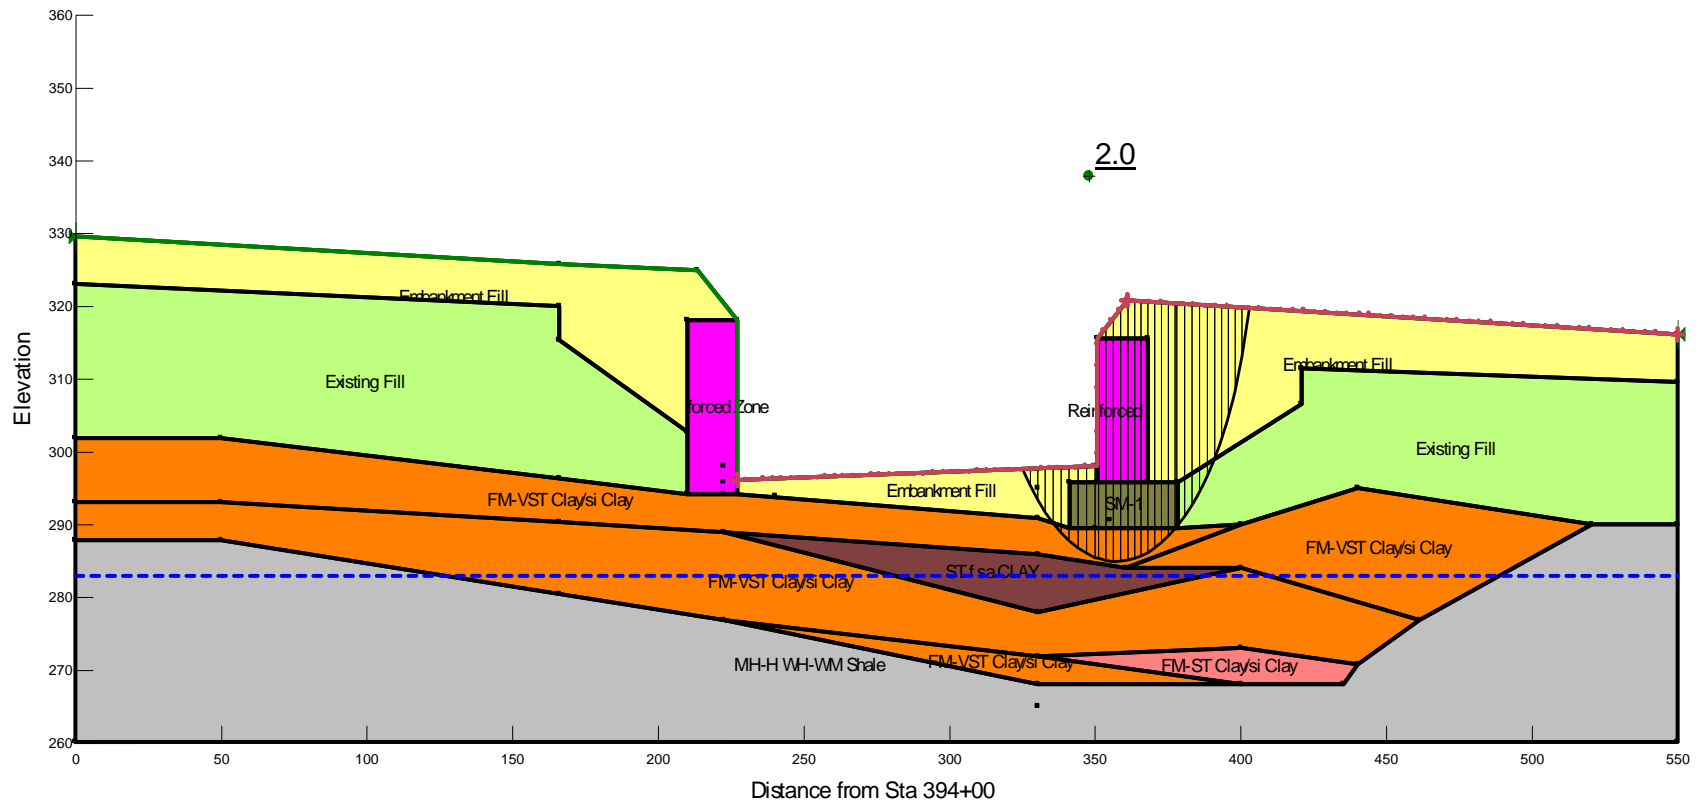 360
350
340
2.0
330
320
Embankment Fill
310
Existing Fill
Embankment Fill
forced Zone
Reinforced
Elevation
300
Existing Fill
FM-VST Clay/si Clay
Embankment Fill
SM-1
290
FM-VST Clay/si Clay
ST f sa CLAY
FM-VST Clay/si Clay
280
270
MH-H WH-WM Shale
FM-VST Clay/si Clay
FM-ST Clay/si Clay
260
0 50 100 150 200 250 300 350 400 450 500 550
Distance from Sta 394+00